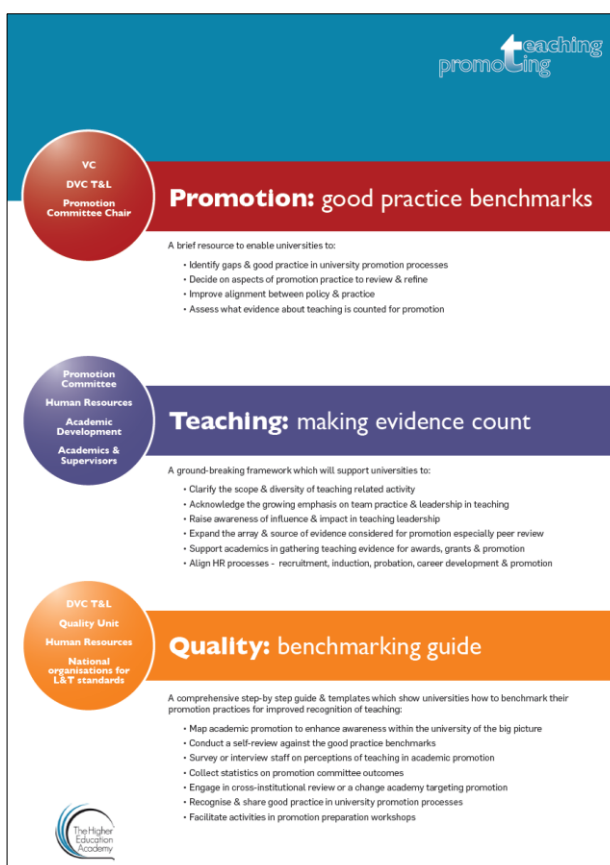 teaching
promoting
VC
DVC T&L
Promotion
Committee Chair
Promotion: good practice benchmarks
A brief resource to enable universities to:
• Identify gaps & good practice in university promotion processes
• Decide on aspects of promotion practice to review & refine
• Improve alignment between policy & practice
• Assess what evidence about teaching is counted for promotion
Promotion
Committee
Human Resources
Academic
Development
Academics &
Supervisors
Teaching: making evidence count
A ground-breaking framework which will support universities to:
• Clarify the scope & diversity of teaching related activity
• Acknowledge the growing emphasis on team practice & leadership in teaching
• Raise awareness of influence & impact in teaching leadership
• Expand the array & source of evidence considered for promotion especially peer review
• Support academics in gathering teaching evidence for awards, grants & promotion
• Align HR processes - recruitment, induction, probation, career development & promotion
DVC T&L
Quality Unit
Human Resources
National
organisations for
L&T standards
Quality: benchmarking guide
A comprehensive step-by step guide & templates which show universities how to benchmark their
promotion practices for improved recognition of teaching:
• Map academic promotion to enhance awareness within the university of the big picture
• Conduct a self-review against the good practice benchmarks
• Survey or interview staff on perceptions of teaching in academic promotion
• Collect statistics on promotion committee outcomes
• Engage in cross-institutional review or a change academy targeting promotion
• Recognise & share good practice in university promotion processes
• Facilitate activities in promotion preparation workshops
The Higher
Education
Academy